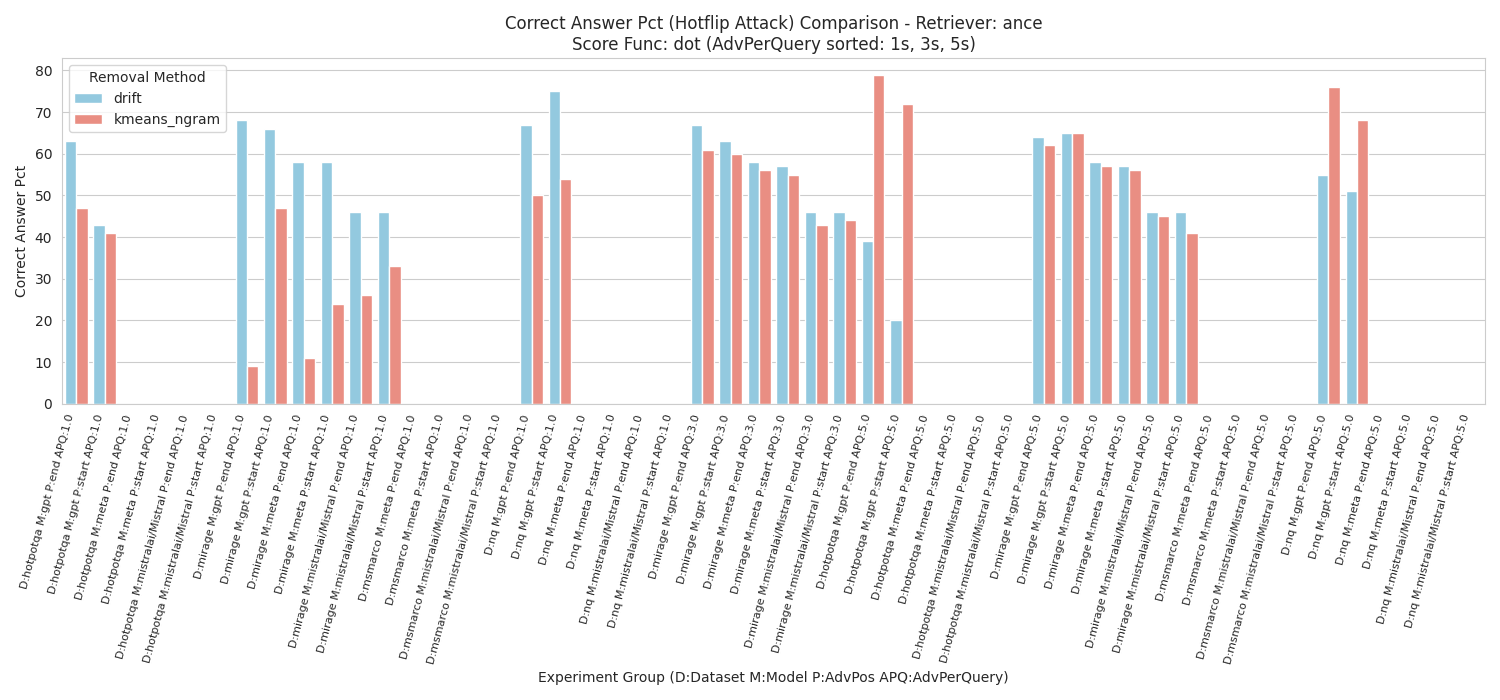 Correct Answer Pct (Hotflip Attack) Comparison - Retriever: ance
Score Func: dot (AdvPerQuery sorted: 1s, 3s, 5s)
Removal Method
drift
kmeans_ngram
Correct Answer Pct
80
70
60
50
40
30
20
10
0
D:hotpotqa M:gpt P:end APQ:1.0
D:hotpotqa M:gpt P:start APQ:1.0
D:hotpotqa M:meta P:end APQ:1.0
D:hotpotqa M:meta P:start APQ:1.0
D:hotpotqa M:mistralai/Mistral P:end APQ:1.0
D:hotpotqa M:mistralai/Mistral P:start APQ:1.0
D:mirage M:gpt P:end APQ:1.0
D:mirage M:gpt P:start APQ:1.0
D:mirage M:meta P:end APQ:1.0
D:mirage M:meta P:start APQ:1.0
D:mirage M:mistralai/Mistral P:end APQ:1.0
D:mirage M:mistralai/Mistral P:start APQ:1.0
D:msmarco M:meta P:end APQ:1.0
D:msmarco M:meta P:start APQ:1.0
D:msmarco M:mistralai/Mistral P:end APQ:1.0
D:msmarco M:mistralai/Mistral P:start APQ:1.0
D:nq M:gpt P:end APQ:1.0
D:nq M:gpt P:start APQ:1.0
D:nq M:meta P:end APQ:1.0
D:nq M:meta P:start APQ:1.0
D:nq M:mistralai/Mistral P:end APQ:1.0
D:nq M:mistralai/Mistral P:start APQ:1.0
D:mirage M:gpt P:end APQ:3.0
D:mirage M:gpt P:start APQ:3.0
D:mirage M:meta P:end APQ:3.0
D:mirage M:meta P:start APQ:3.0
D:mirage M:mistralai/Mistral P:end APQ:3.0
D:mirage M:mistralai/Mistral P:start APQ:3.0
D:hotpotqa M:gpt P:end APQ:5.0
D:hotpotqa M:gpt P:start APQ:5.0
D:hotpotqa M:meta P:end APQ:5.0
D:hotpotqa M:meta P:start APQ:5.0
D:hotpotqa M:mistralai/Mistral P:end APQ:5.0
D:hotpotqa M:mistralai/Mistral P:start APQ:5.0
D:mirage M:gpt P:end APQ:5.0
D:mirage M:gpt P:start APQ:5.0
D:mirage M:meta P:end APQ:5.0
D:mirage M:meta P:start APQ:5.0
D:mirage M:mistralai/Mistral P:end APQ:5.0
D:mirage M:mistralai/Mistral P:start APQ:5.0
D:msmarco M:meta P:end APQ:5.0
D:msmarco M:meta P:start APQ:5.0
D:msmarco M:mistralai/Mistral P:end APQ:5.0
D:msmarco M:mistralai/Mistral P:start APQ:5.0
D:nq M:gpt P:end APQ:5.0
D:nq M:gpt P:start APQ:5.0
D:nq M:meta P:end APQ:5.0
D:nq M:meta P:start APQ:5.0
D:nq M:mistralai/Mistral P:end APQ:5.0
D:nq M:mistralai/Mistral P:start APQ:5.0
Experiment Group (D:Dataset M:Model P:AdvPos APQ:AdvPerQuery)